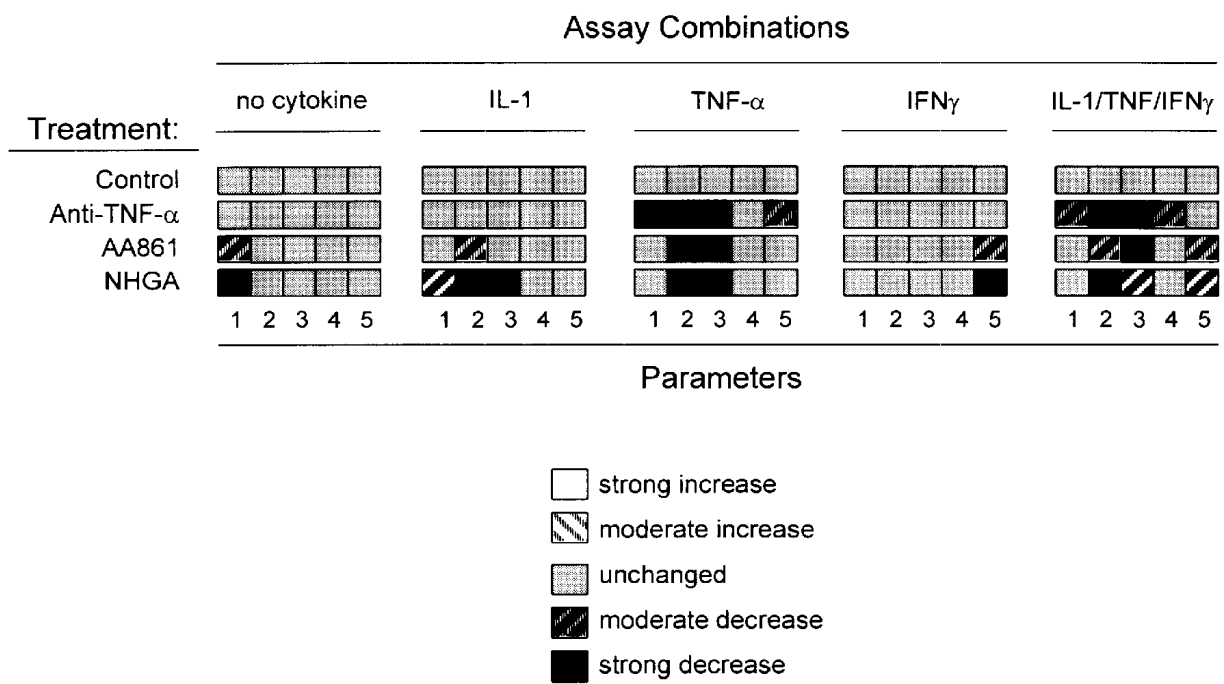 Assay Combinations
no cytokine IL-1 TNF-α IFNγ IL-1/TNF/IFNγ
Treatment:
Control
Anti-TNF-α
AA861
NHGA
1 2 3 4 5 1 2 3 4 5 1 2 3 4 5 1 2 3 4 5 1 2 3 4 5
Parameters
strong increase
moderate increase
unchanged
moderate decrease
strong decrease